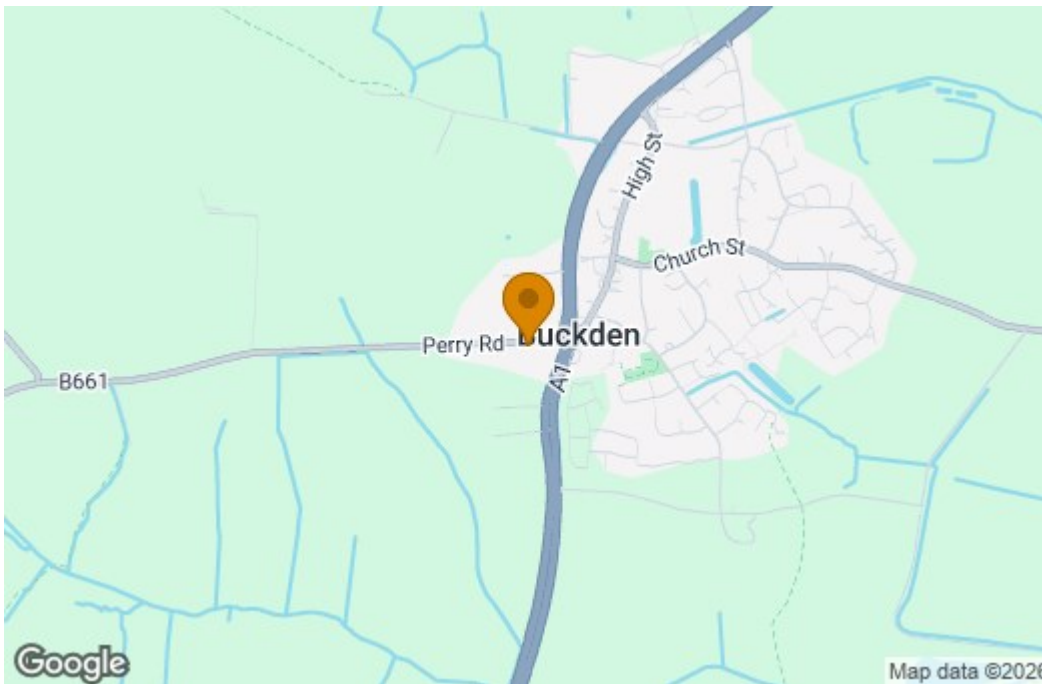 High St
Church St
Buckden
Perry Rd
A1
B661
Google
Map data ©2026